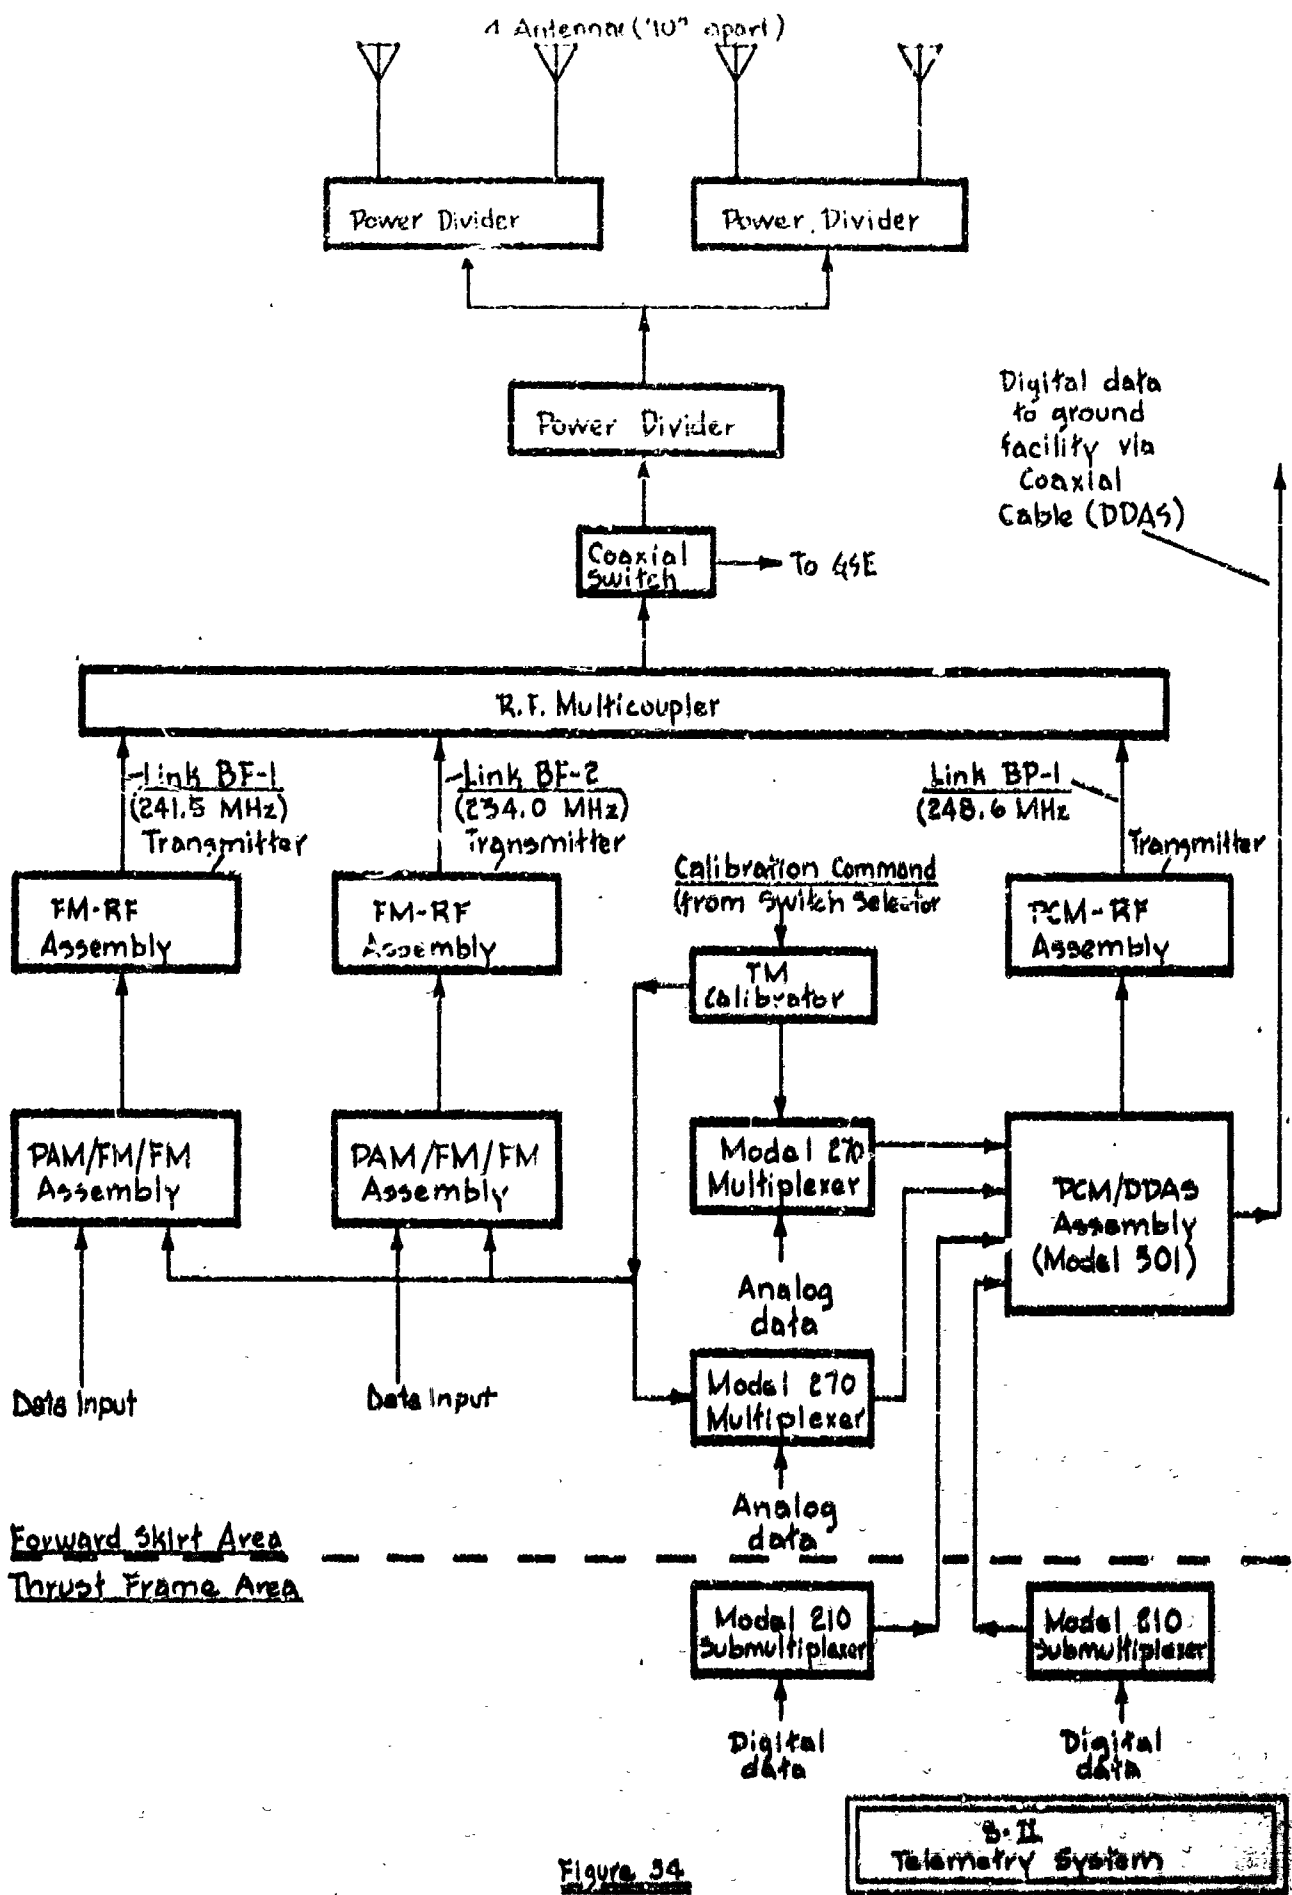 4 Antennas ("10" apart)
Power Divider
Power Divider
Power Divider
Digital data
to ground
facility via
Coaxial
Cable (DDAS)
Coaxial
Switch
To GSE
R.F. Multicoupler
Link BF-1
(241.5 MHz)
Transmitter
Link BF-2
(234.0 MHz)
Transmitter
Link BP-1
(248.6 MHz
Transmitter
Calibration Command
(from Switch Selector
FM-RF
Assembly
FM-RF
Assembly
TM
Calibrator
PCM-RF
Assembly
PAM/FM/FM
Assembly
PAM/FM/FM
Assembly
Model 270
Multiplexer
PCM/DDAS
Assembly
(Model 301)
Analog
data
Data Input
Data Input
Model 270
Multiplexer
Analog
data
Forward Skirt Area
Thrust Frame Area
Model 210
Submultiplexer
Model 210
Submultiplexer
Digital
data
Digital
data
S-II
Telemetry System
Figure 34